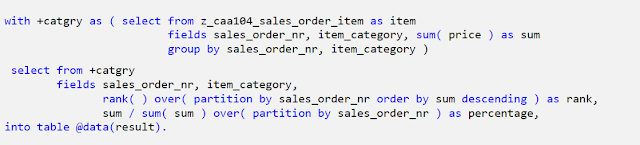 with +catgry as ( select from z_caa104_sales_order_item as item
fields sales_order_nr, item_category, sum( price ) as sum
group by sales_order_nr, item_category )
select from +catgry
fields sales_order_nr, item_category,
rank( ) over( partition by sales_order_nr order by sum descending ) as rank,
sum / sum( sum ) over( partition by sales_order_nr ) as percentage,
into table @data(result).